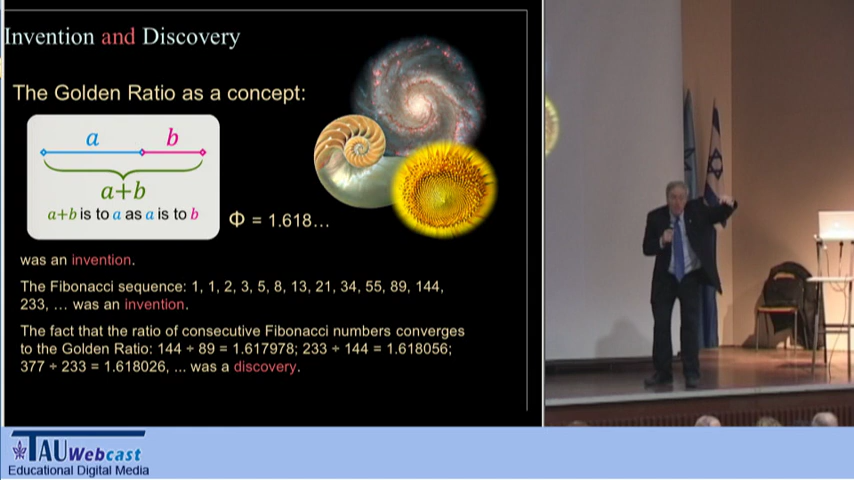 Invention and Discovery
The Golden Ratio as a concept:
a b
a+b
a+b is to a as a is to b
Φ = 1.618...
was an invention.
The Fibonacci sequence: 1, 1, 2, 3, 5, 8, 13, 21, 34, 55, 89, 144,
233, ... was an invention.
The fact that the ratio of consecutive Fibonacci numbers converges
to the Golden Ratio: 144 ÷ 89 = 1.617978; 233 ÷ 144 = 1.618056;
377 ÷ 233 = 1.618026, ... was a discovery.
TAU Webcast
Educational Digital Media